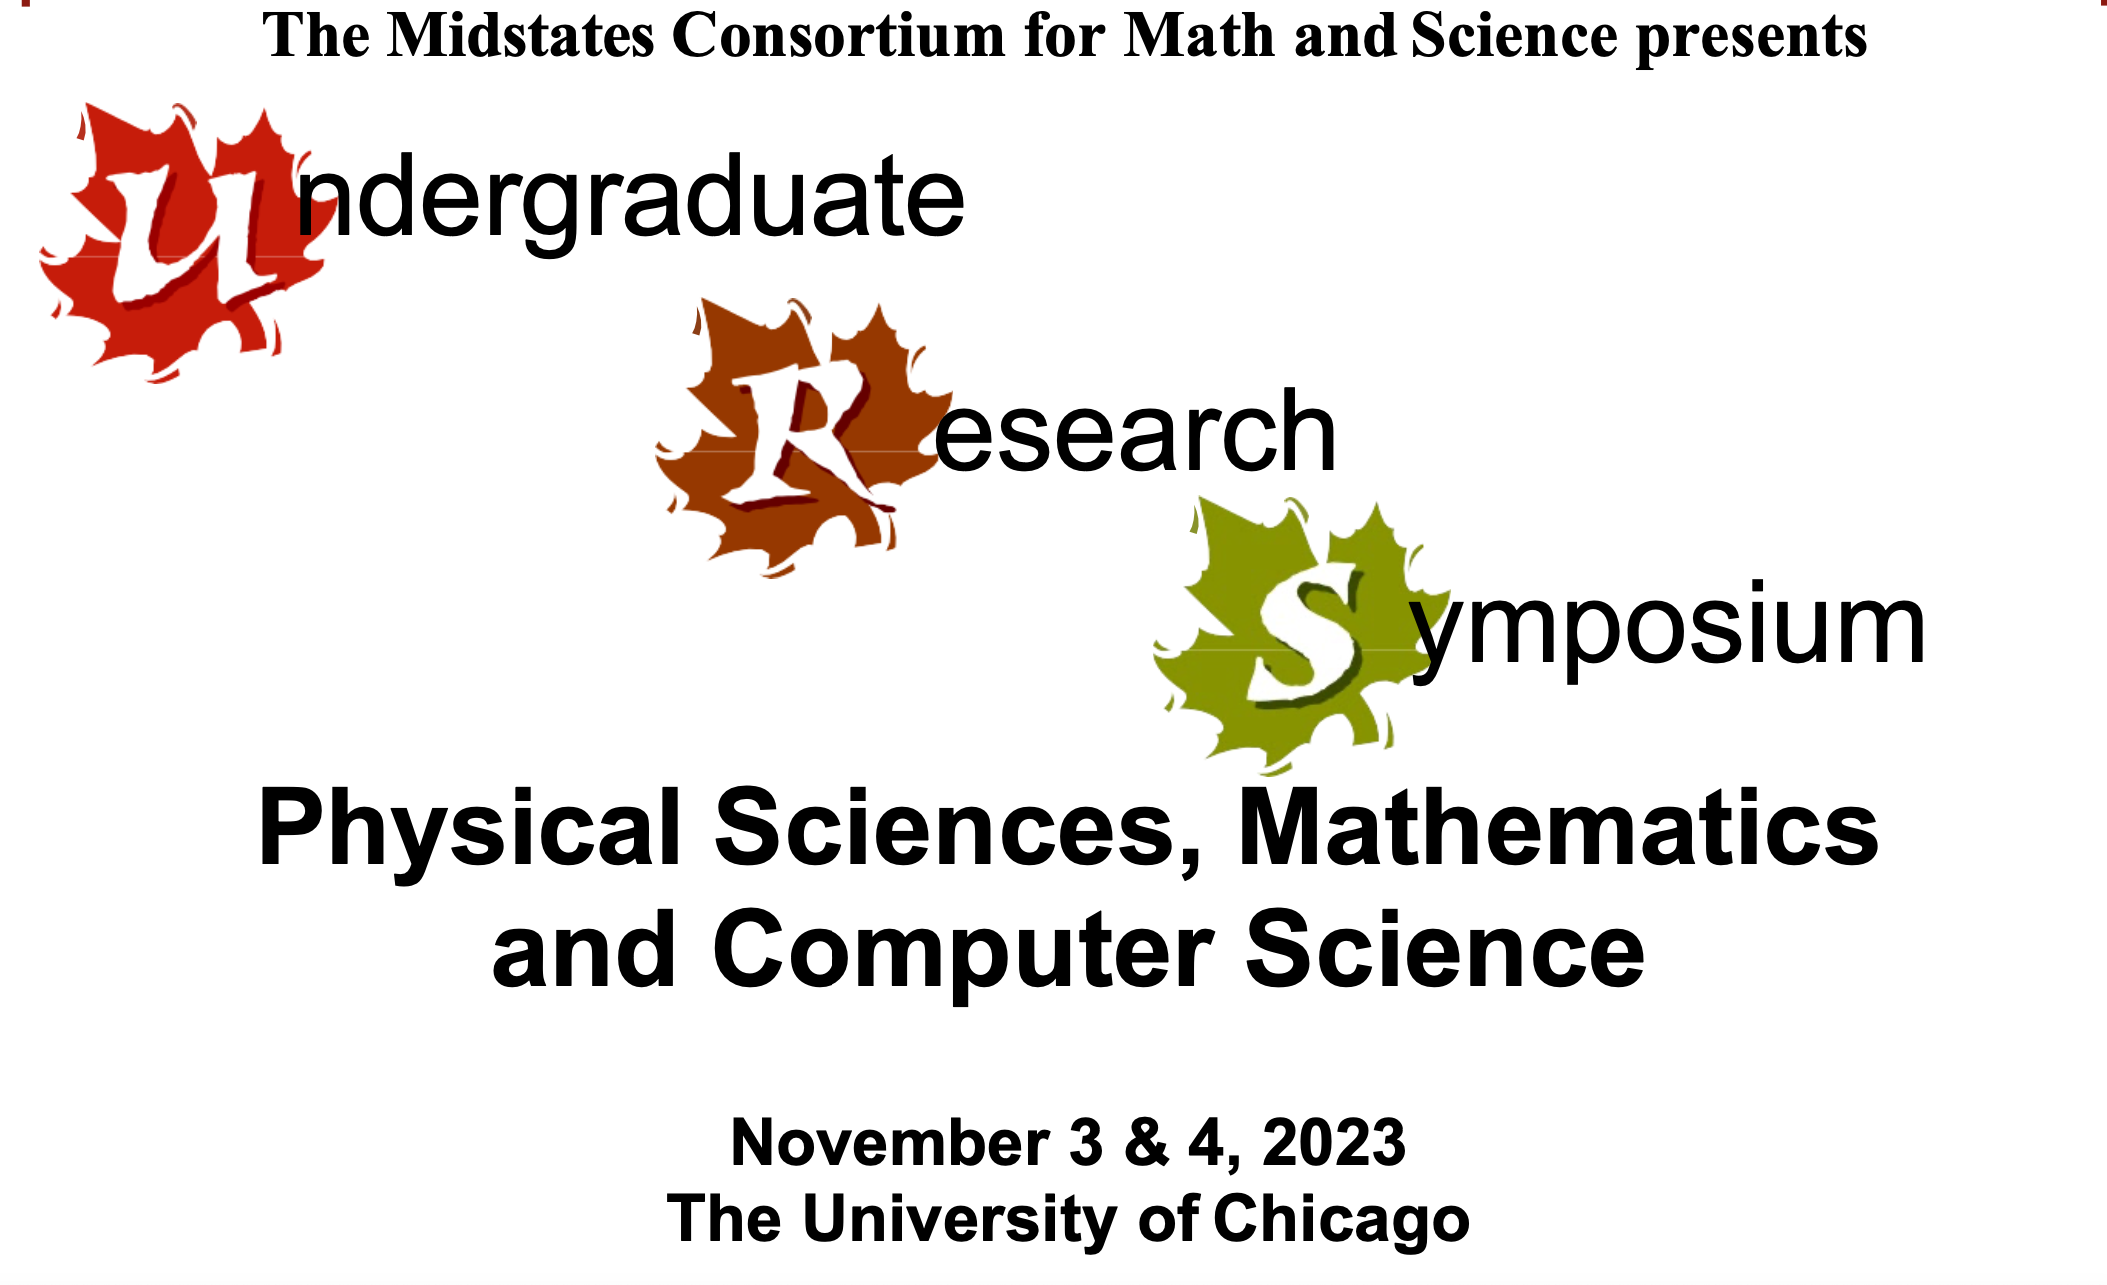 The Midstates Consortium for Math and Science presents
Undergraduate
Research
Symposium
Physical Sciences, Mathematics
and Computer Science
November 3 & 4, 2023
The University of Chicago